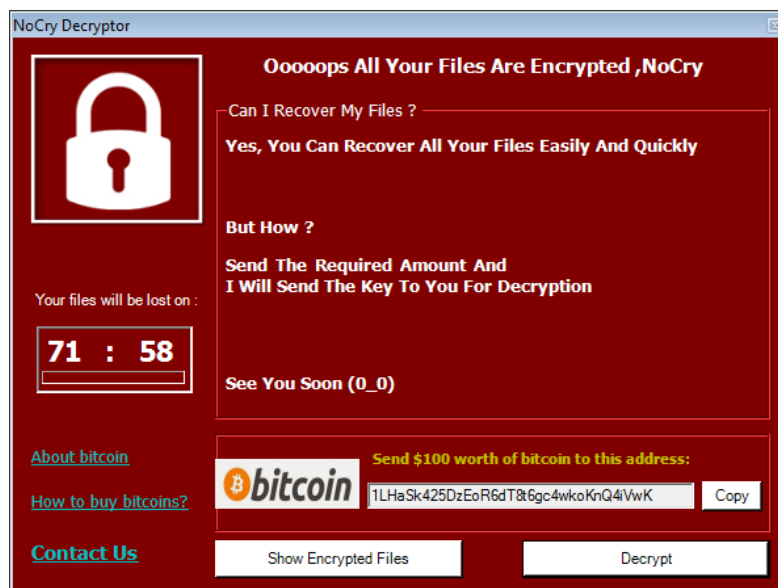 NoCry Decryptor
Ooooops All Your Files Are Encrypted ,NoCry
Can I Recover My Files ?
Yes, You Can Recover All Your Files Easily And Quickly
But How ?
Send The Required Amount And
I Will Send The Key To You For Decryption
See You Soon (0_0)
Your files will be lost on :
71 : 58
About bitcoin
How to buy bitcoins?
Contact Us
Send $100 worth of bitcoin to this address:
bitcoin
1LHaSk425DzEoR6dT8t6gc4wkoKnQ4iVwK
Copy
Show Encrypted Files
Decrypt